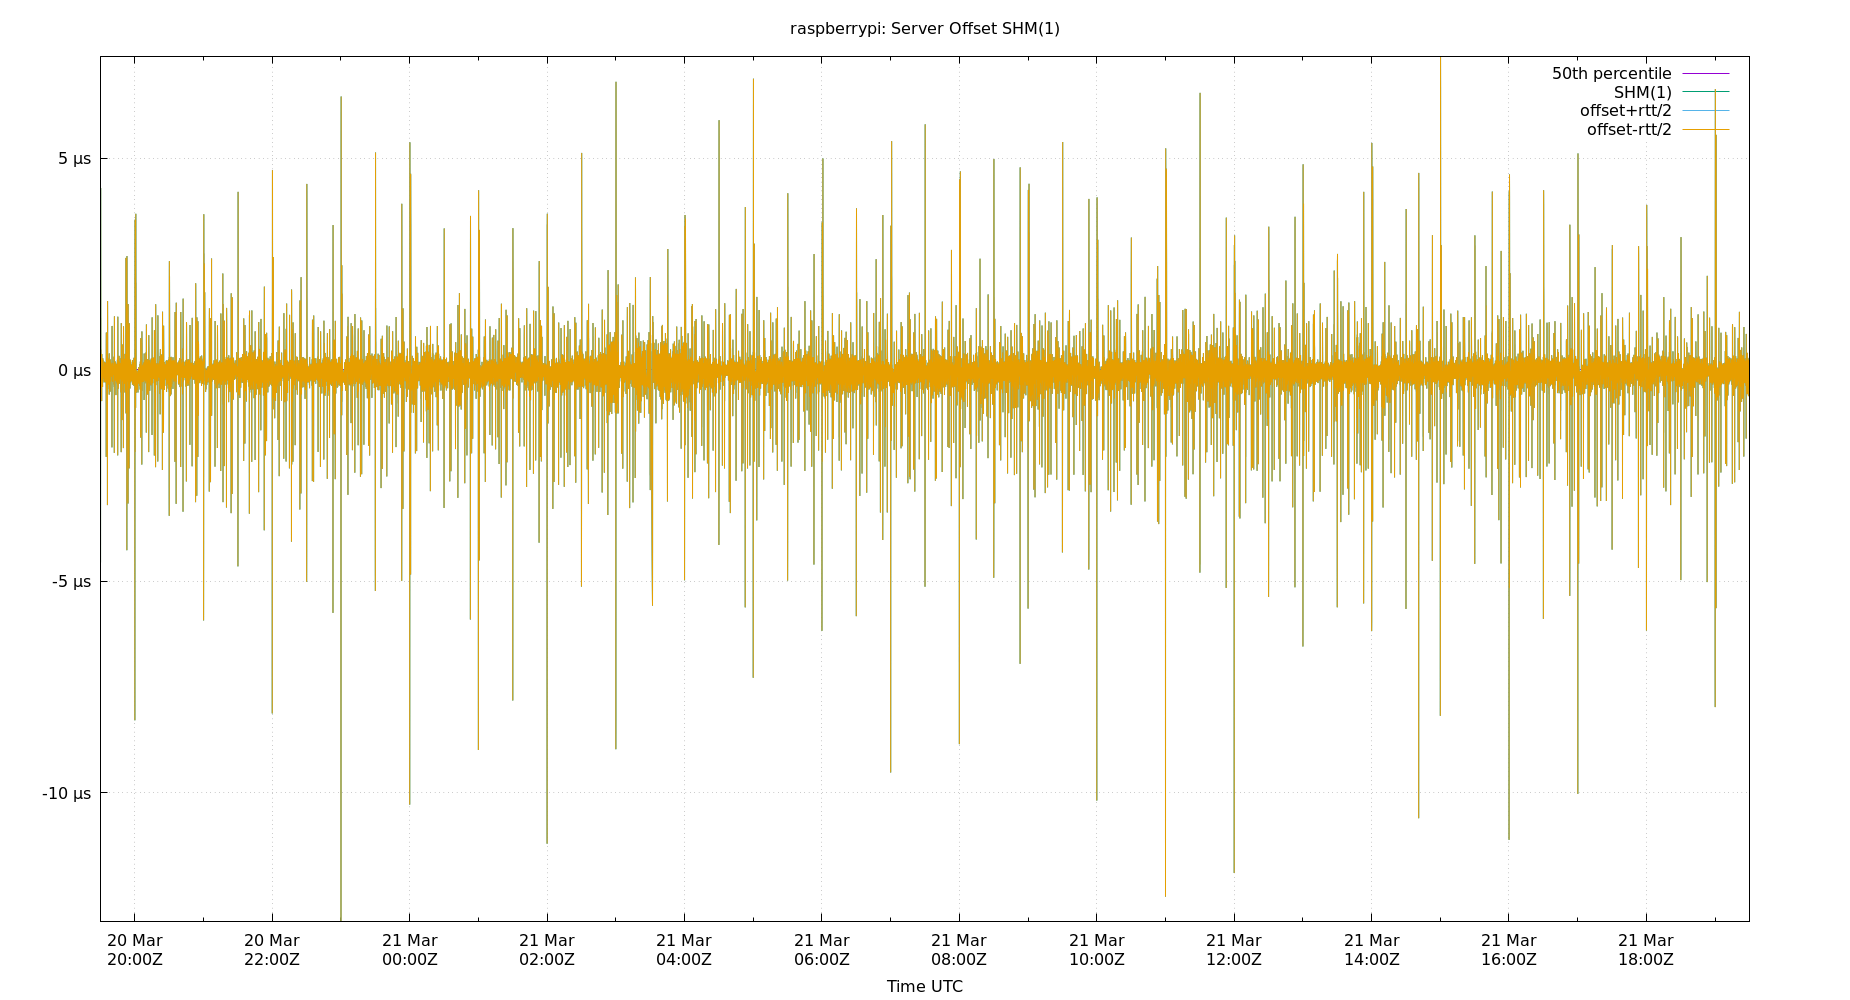 raspberrypi: Server Offset SHM(1)
50th percentile
SHM(1)
offset+rtt/2
offset-rtt/2
5 µs
0 µs
-5 µs
-10 µs
20 Mar 20 Mar 21 Mar 21 Mar 21 Mar 21 Mar 21 Mar 21 Mar 21 Mar 21 Mar 21 Mar 21 Mar
20:00Z 22:00Z 00:00Z 02:00Z 04:00Z 06:00Z 08:00Z 10:00Z 12:00Z 14:00Z 16:00Z 18:00Z
Time UTC